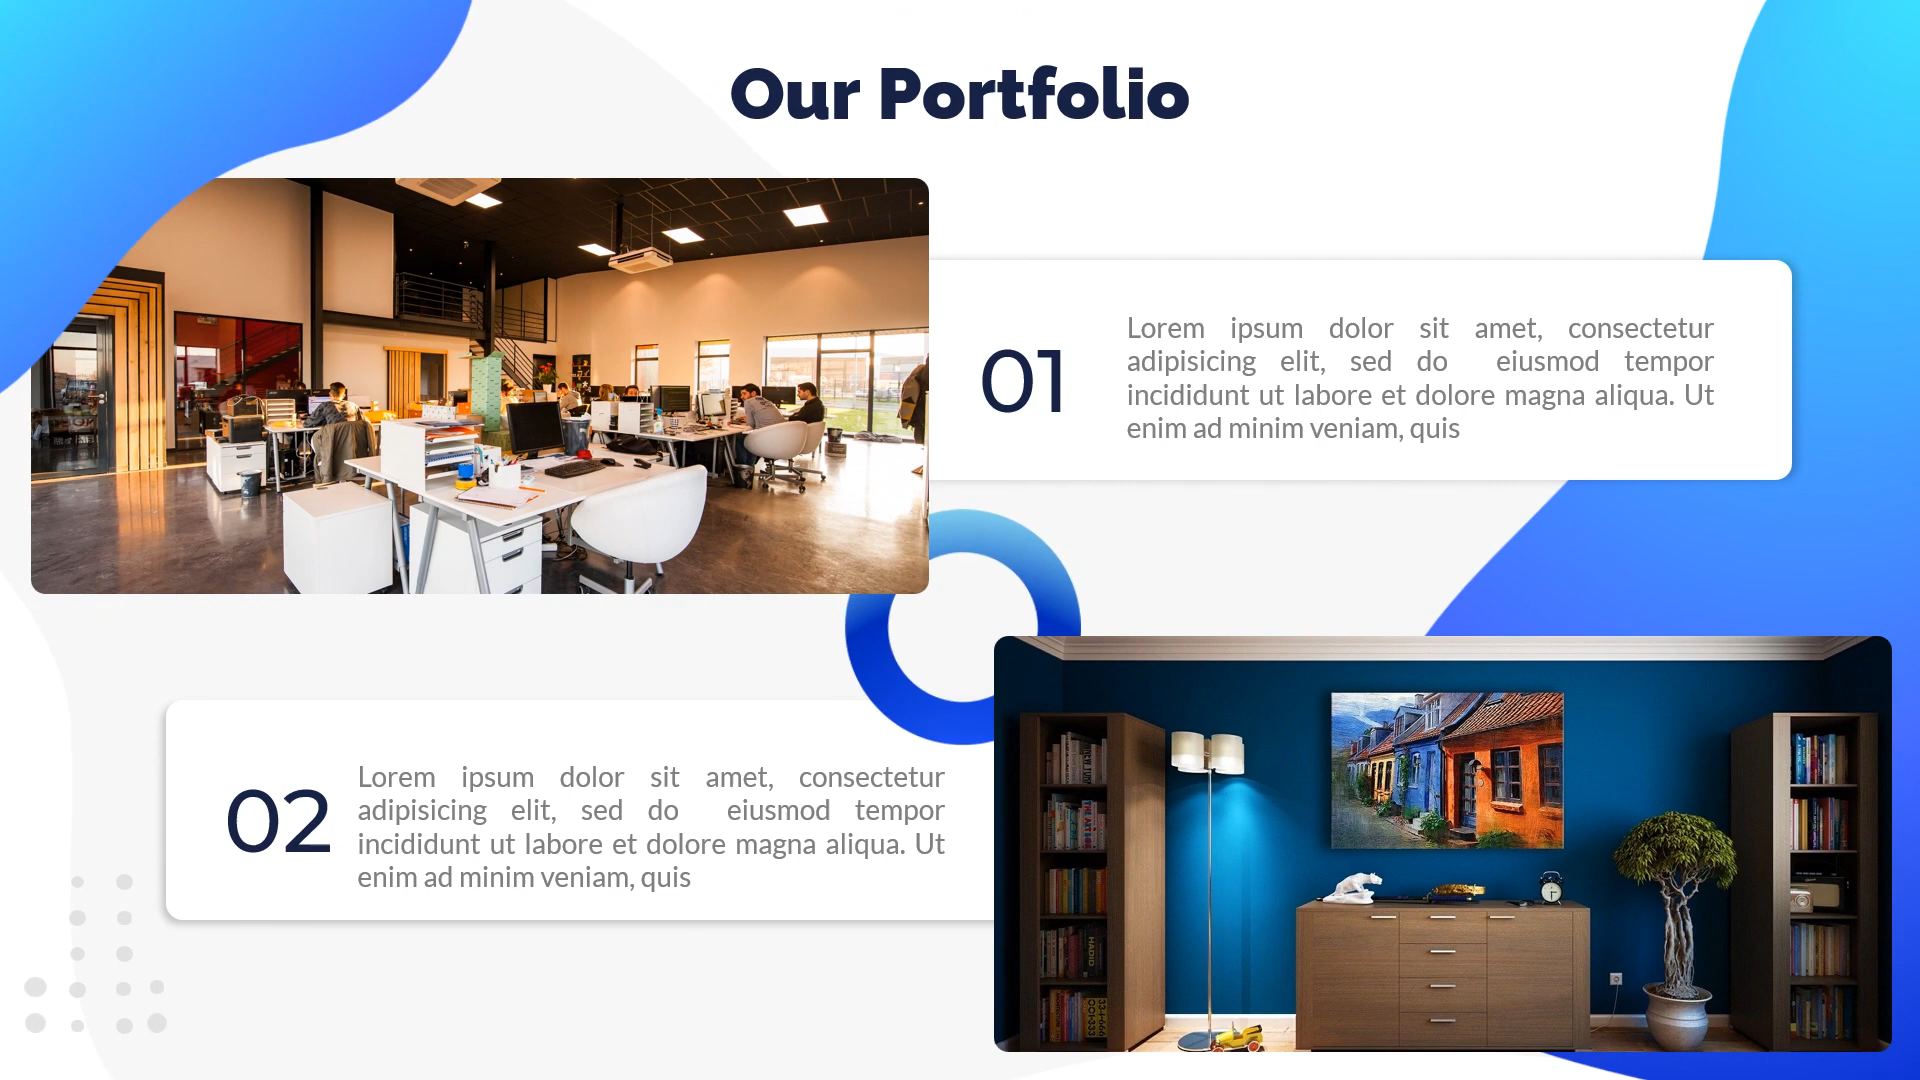 Our Portfolio
01
Lorem ipsum dolor sit amet, consectetur
adipisicing elit, sed do eiusmod tempor
incididunt ut labore et dolore magna aliqua. Ut
enim ad minim veniam, quis
02
Lorem ipsum dolor sit amet, consectetur
adipisicing elit, sed do eiusmod tempor
incididunt ut labore et dolore magna aliqua. Ut
enim ad minim veniam, quis
HADID